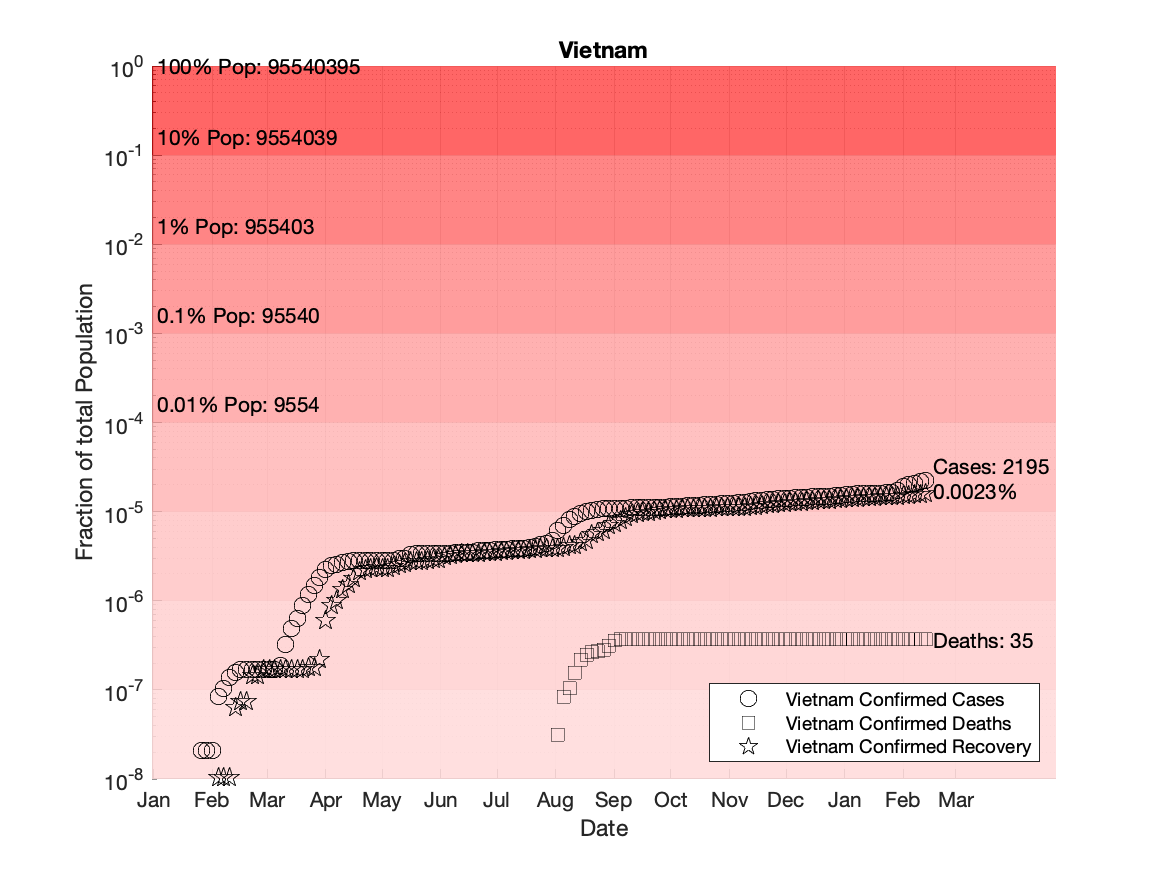 Vietnam
10^0
100% Pop: 95540395
10% Pop: 9554039
10^-1
1% Pop: 955403
10^-2
0.1% Pop: 95540
10^-3
0.01% Pop: 9554
10^-4
Cases: 2195
0.0023%
10^-5
10^-6
Deaths: 35
10^-7
10^-8
Fraction of total Population
Vietnam Confirmed Cases
Vietnam Confirmed Deaths
Vietnam Confirmed Recovery
Jan Feb Mar Apr May Jun Jul Aug Sep Oct Nov Dec Jan Feb Mar
Date